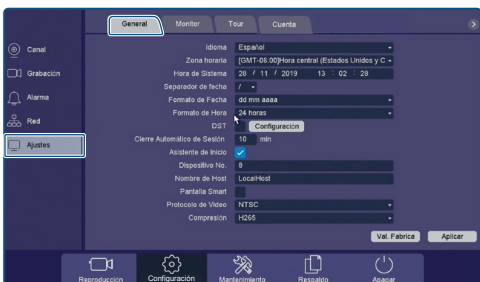 General Monitor Tour Cuenta
Canal
Grabación
Alarma
Red
Ajustes
Idioma Español
Zona horaria [GMT-06:00]Hora central (Estados Unidos y C
Hora de Sistema 28 / 11 / 2019 13 : 02 : 28
Separador de fecha /
Formato de Fecha dd mm aaaa
Formato de Hora 24 horas
DST Configuración
Cierre Automático de Sesión 10 min
Asistente de Inicio
Dispositivo No. 8
Nombre de Host LocalHost
Pantalla Smart
Protocolo de Video NTSC
Compresión H265
Val. Fabrica Aplicar
Reproducción Configuración Mantenimiento Respaldo Apagar